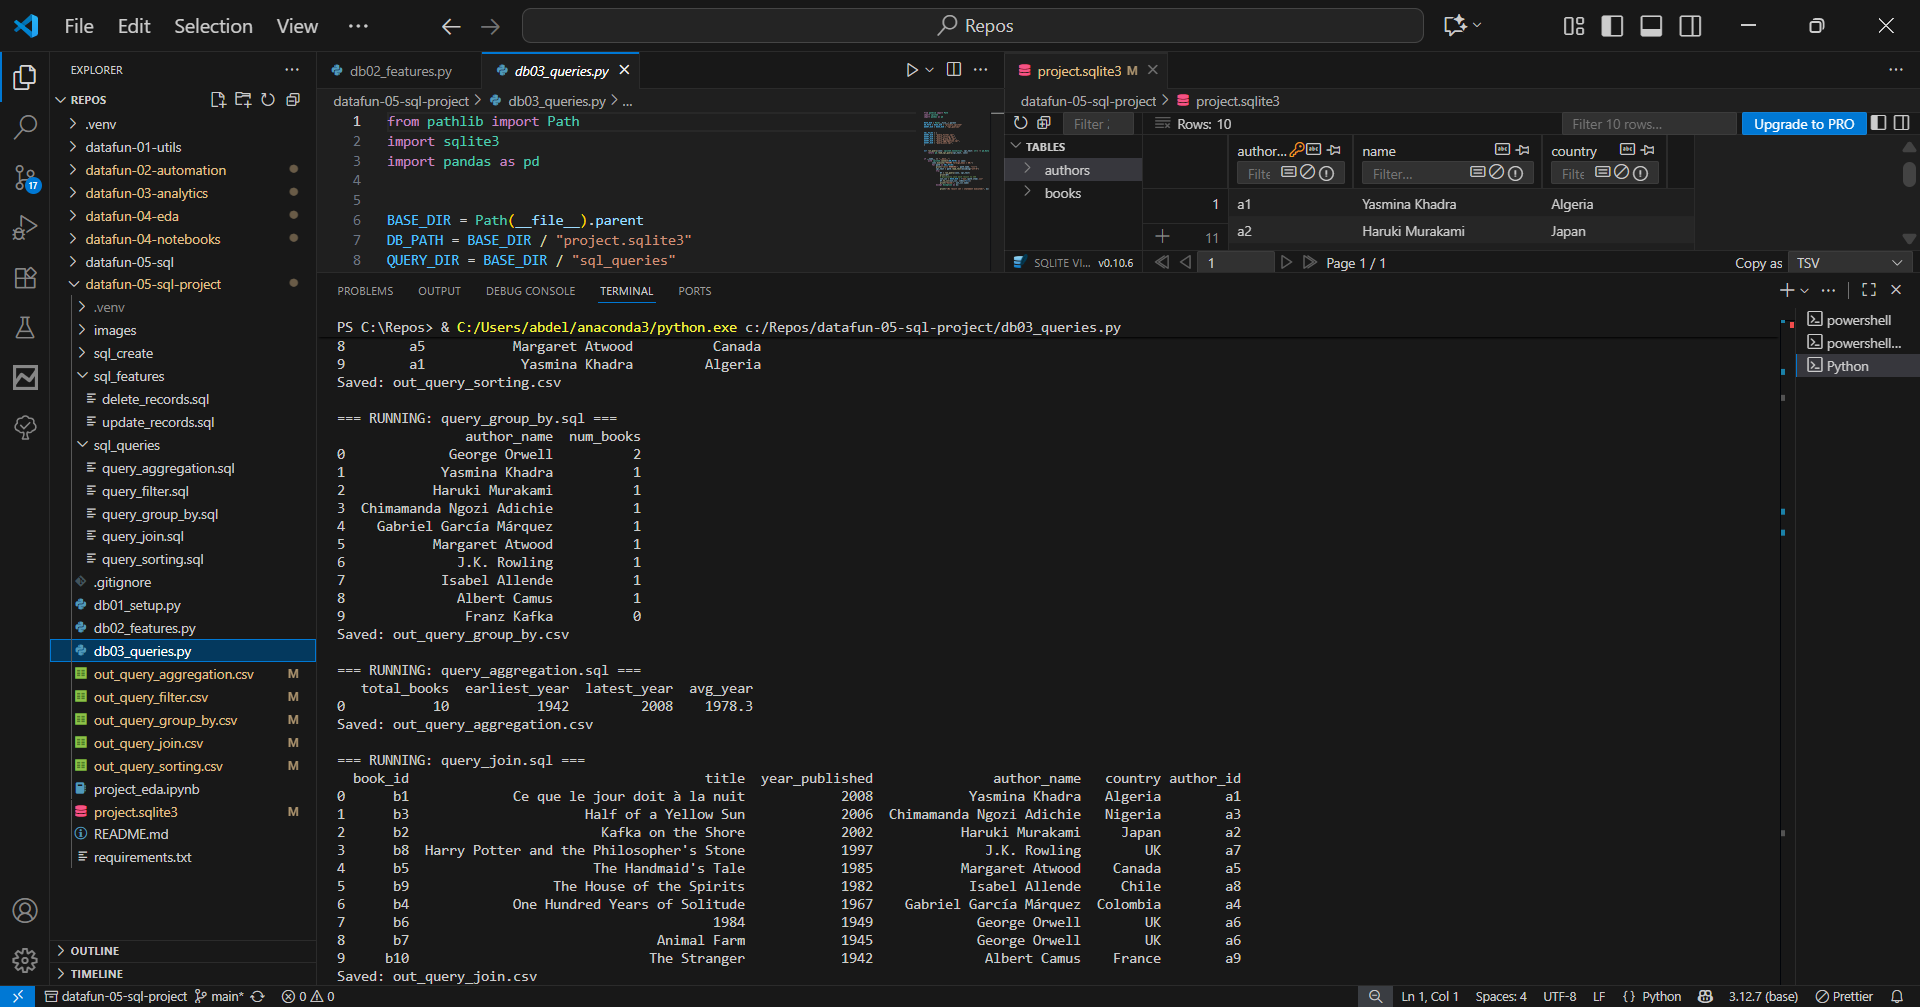 File Edit Selection View ··· Repos
EXPLORER
REPOS
.venv
datafun-01-utils
datafun-02-automation
datafun-03-analytics
datafun-04-eda
datafun-04-notebooks
datafun-05-sql
datafun-05-sql-project
.venv
images
sql_create
sql_features
delete_records.sql
update_records.sql
sql_queries
query_aggregation.sql
query_filter.sql
query_group_by.sql
query_join.sql
query_sorting.sql
.gitignore
db01_setup.py
db02_features.py
db03_queries.py
out_query_aggregation.csv M
out_query_filter.csv M
out_query_group_by.csv M
out_query_join.csv M
out_query_sorting.csv M
project_eda.ipynb
project.sqlite3 M
README.md
requirements.txt
OUTLINE
TIMELINE
17
db02_features.py db03_queries.py
datafun-05-sql-project > db03_queries.py > ...
1 from pathlib import Path
2 import sqlite3
3 import pandas as pd
4
5
6 BASE_DIR = Path(__file__).parent
7 DB_PATH = BASE_DIR / "project.sqlite3"
8 QUERY_DIR = BASE_DIR / "sql_queries"
project.sqlite3 M
datafun-05-sql-project > project.sqlite3
Rows: 10 Filter 10 rows... Upgrade to PRO
TABLES
authors
books
author... name country
Filte Filter... Filte
1 a1 Yasmina Khadra Algeria
11 a2 Haruki Murakami Japan
SQLITE VI... v0.10.6 1 Page 1 / 1 Copy as TSV
PROBLEMS OUTPUT DEBUG CONSOLE TERMINAL PORTS
PS C:\Repos> & C:/Users/abdel/anaconda3/python.exe c:/Repos/datafun-05-sql-project/db03_queries.py
8 a5 Margaret Atwood Canada
9 a1 Yasmina Khadra Algeria
Saved: out_query_sorting.csv
=== RUNNING: query_group_by.sql ===
author_name num_books
0 George Orwell 2
1 Yasmina Khadra 1
2 Haruki Murakami 1
3 Chimamanda Ngozi Adichie 1
4 Gabriel García Márquez 1
5 Margaret Atwood 1
6 J.K. Rowling 1
7 Isabel Allende 1
8 Albert Camus 1
9 Franz Kafka 0
Saved: out_query_group_by.csv
=== RUNNING: query_aggregation.sql ===
total_books earliest_year latest_year avg_year
0 10 1942 2008 1978.3
Saved: out_query_aggregation.csv
=== RUNNING: query_join.sql ===
book_id title year_published author_name country author_id
0 b1 Ce que le jour doit à la nuit 2008 Yasmina Khadra Algeria a1
1 b3 Half of a Yellow Sun 2006 Chimamanda Ngozi Adichie Nigeria a3
2 b2 Kafka on the Shore 2002 Haruki Murakami Japan a2
3 b8 Harry Potter and the Philosopher's Stone 1997 J.K. Rowling UK a7
4 b5 The Handmaid's Tale 1985 Margaret Atwood Canada a5
5 b9 The House of the Spirits 1982 Isabel Allende Chile a8
6 b4 One Hundred Years of Solitude 1967 Gabriel García Márquez Colombia a4
7 b6 1984 1949 George Orwell UK a6
8 b7 Animal Farm 1945 George Orwell UK a6
9 b10 The Stranger 1942 Albert Camus France a9
Saved: out_query_join.csv
powershell
powershell...
Python
datafun-05-sql-project main* 0 0 Ln 1, Col 1 Spaces: 4 UTF-8 LF {} Python 3.12.7 (base) Prettier